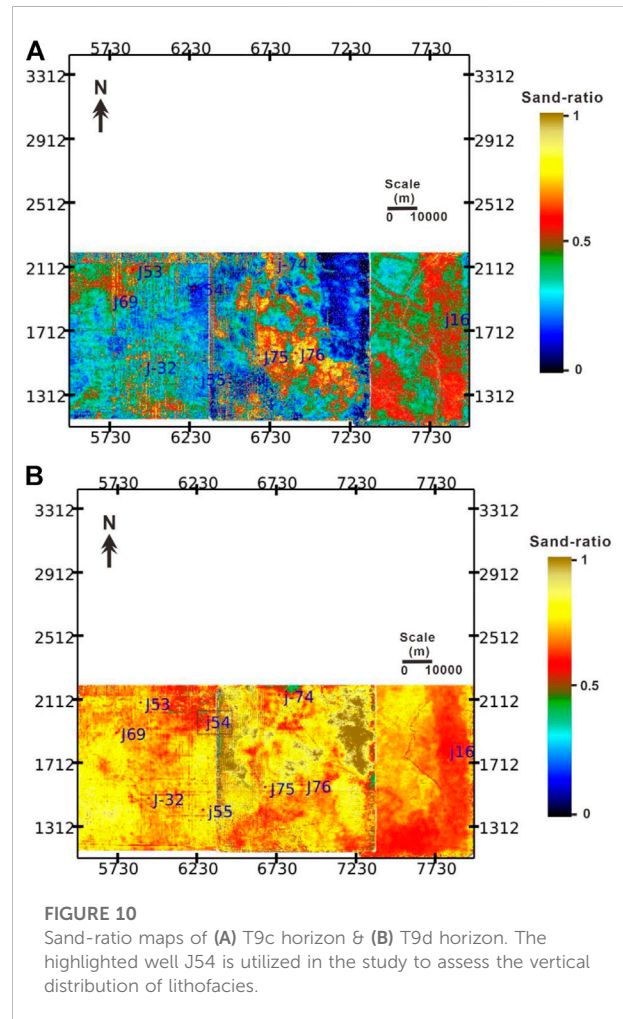 A
5730 6230 6730 7230 7730
3312 3312
N
Sand-ratio
1
2912 2912
Scale
(m)
0 10000
2512 2512
0.5
2112 J53 J-74 2112
J69 J54 J16
1712 1712
J75 J76
J-32
J55
1312 1312
0
5730 6230 6730 7230 7730
B
5730 6230 6730 7230 7730
3312 3312
N
Sand-ratio
1
2912 2912
Scale
(m)
0 10000
2512 2512
0.5
2112 J53 J-74 2112
J69 j54 j16
1712 1712
J75 J76
J-32
j55
1312 1312
0
5730 6230 6730 7230 7730
FIGURE 10
Sand-ratio maps of (A) T9c horizon & (B) T9d horizon. The
highlighted well J54 is utilized in the study to assess the vertical
distribution of lithofacies.